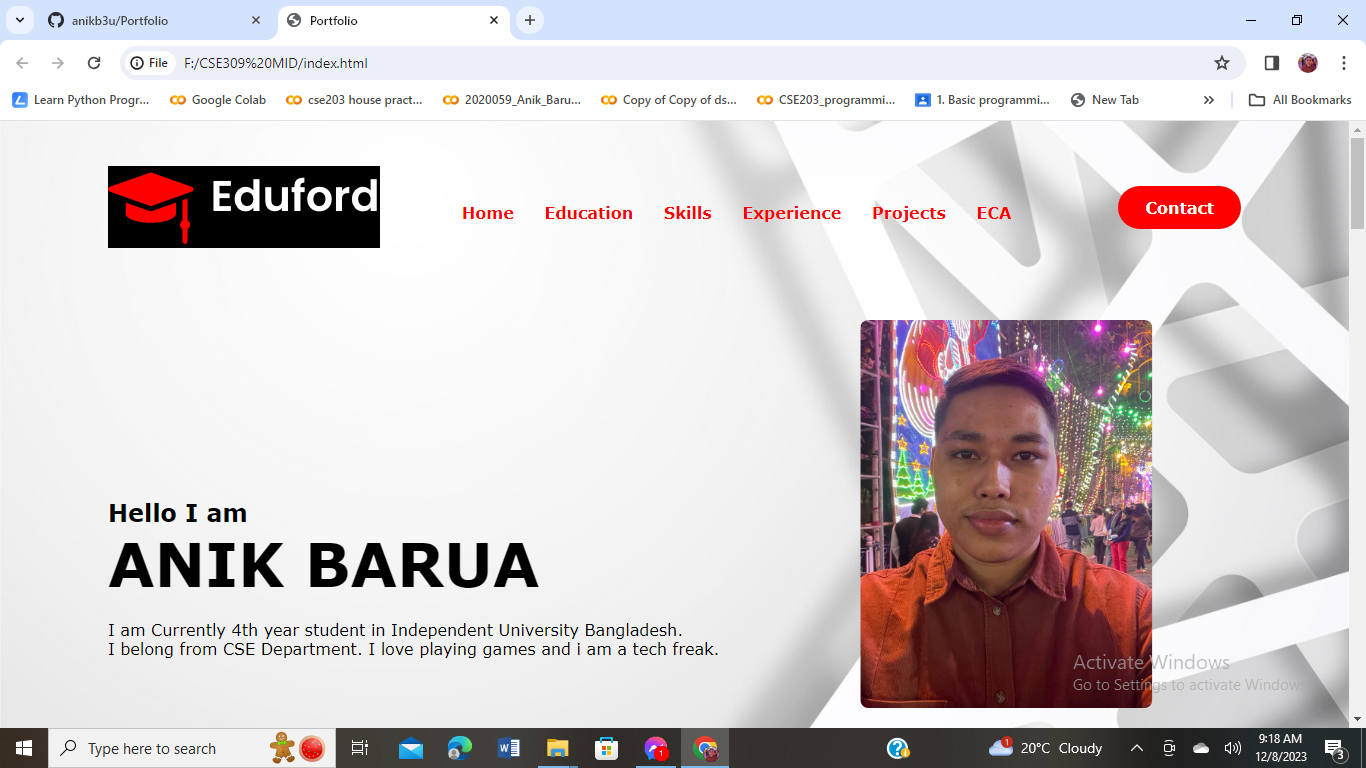 anikb3u/Portfolio
Portfolio
File
F:/CSE309%20MID/index.html
Learn Python Progr...
Google Colab
cse203 house pract...
2020059_Anik_Baru...
Copy of Copy of ds...
CSE203_programmi...
1. Basic programmi...
New Tab
All Bookmarks
Eduford
Home Education Skills Experience Projects ECA
Contact
Hello I am
ANIK BARUA
I am Currently 4th year student in Independent University Bangladesh.
I belong from CSE Department. I love playing games and i am a tech freak.
Activate Windows
Go to Settings to activate Windows.
Type here to search
1
1
20°C Cloudy
9:18 AM
12/8/2023
3